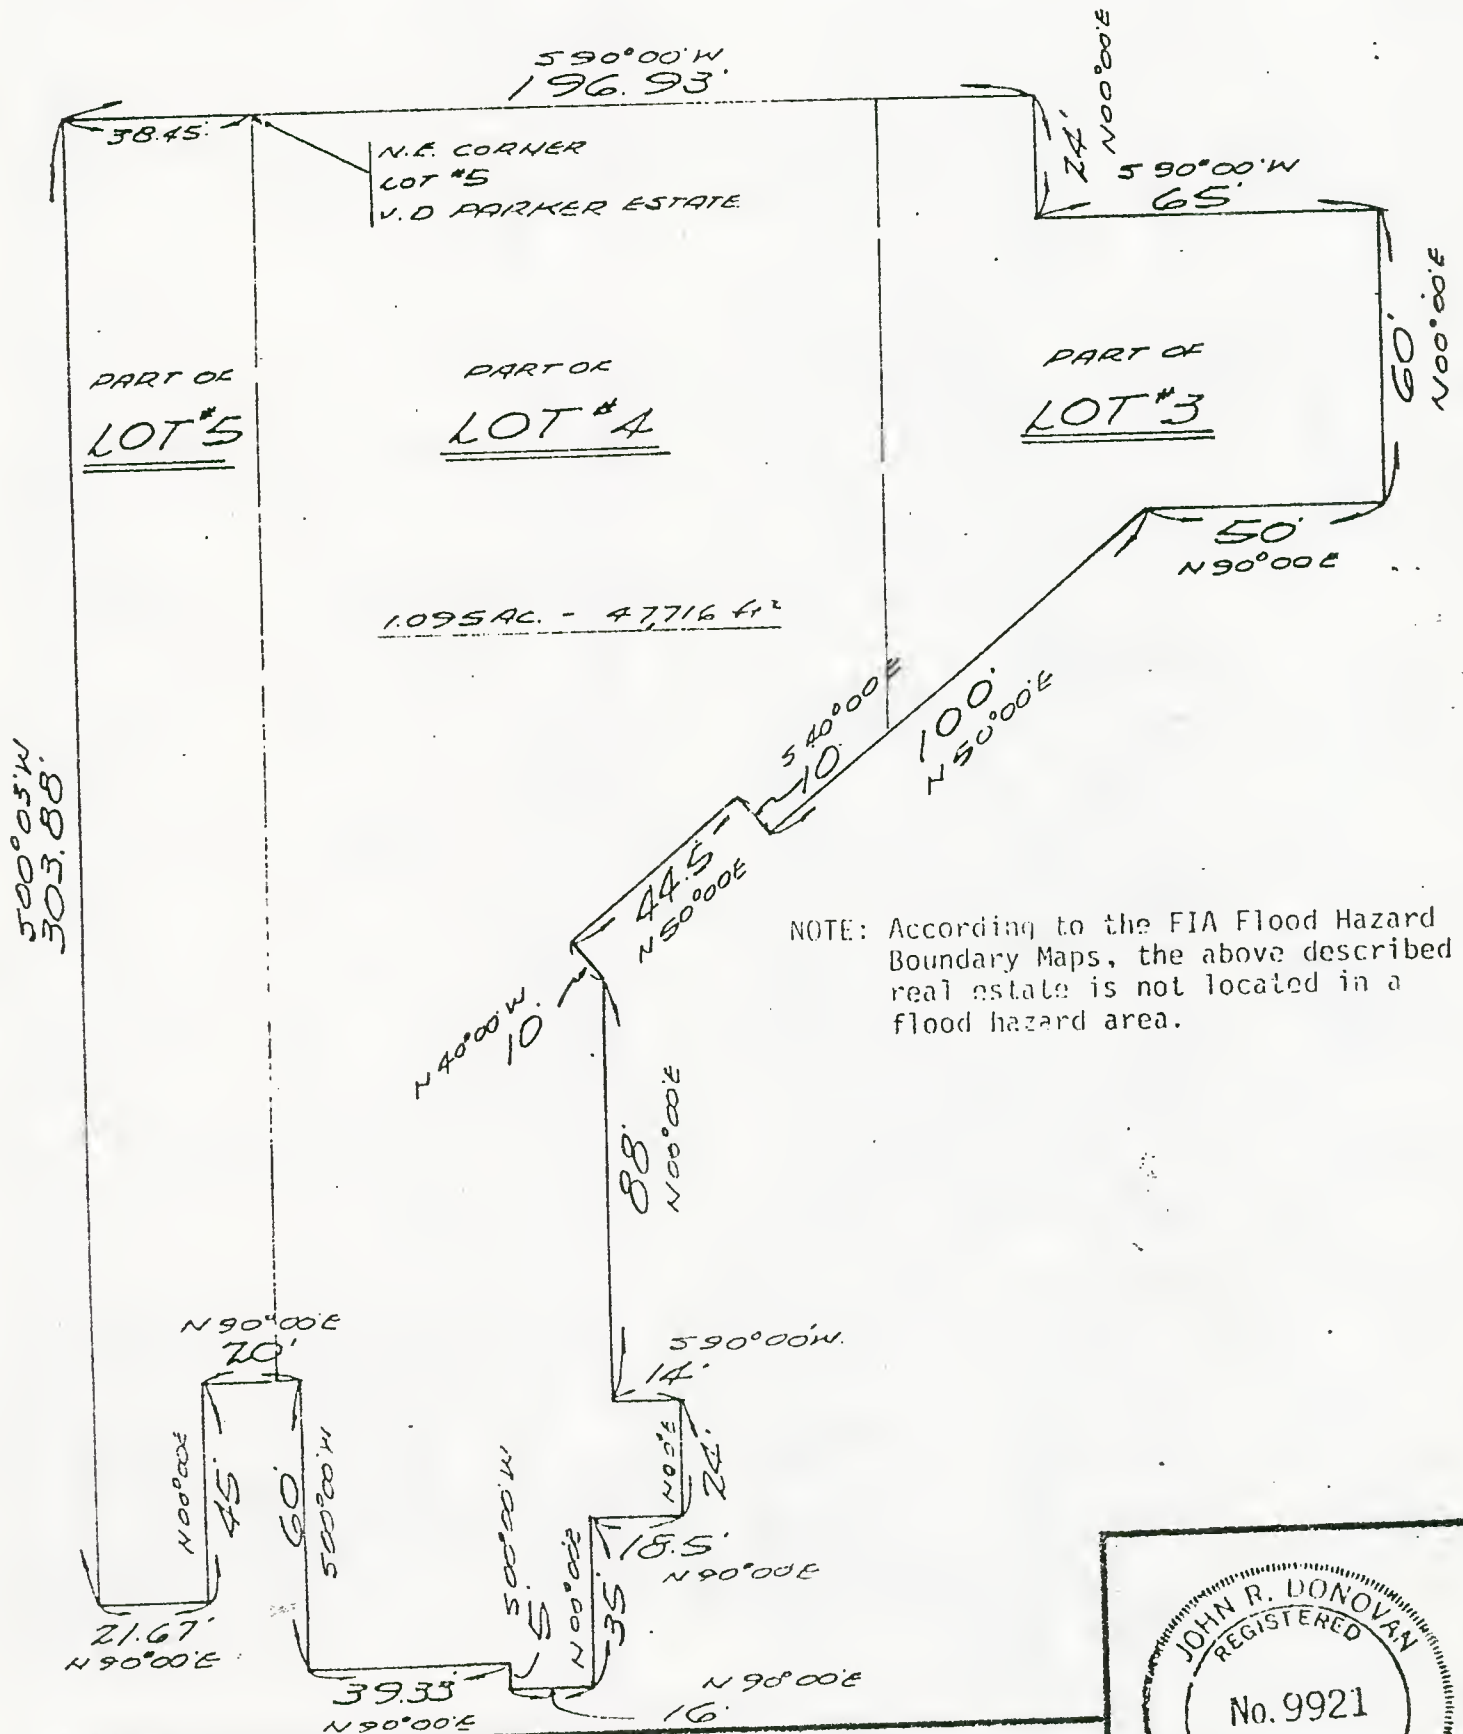 S 90°00' W
196.93'
38.45'
N.E. CORNER
LOT #5
V.D PARKER ESTATE
24'
N00°00'E
S 90°00' W
65'
60'
N00°00'E
PART OF
LOT #5
PART OF
LOT #4
PART OF
LOT #3
50'
N 90°00 E
1.095 AC. - 47,716 ft²
S 40°00' E
10'
100'
N 50°00'E
44.5
N 50°00'E
S00°03'W
303.88'
NOTE: According to the FIA Flood Hazard
Boundary Maps, the above described
real estate is not located in a
flood hazard area.
N 40°00' W.
10'
88'
N00°00'E
N 90°00'E
20'
S 90°00' W.
14'
N00°00'E
45'
60'
S00°00'W
N0°00'E
24'
S00°00'W
5'
N00°00'E
35'
18.5'
N 90°00'E
21.67'
N 90°00'E
39.33'
N 90°00'E
N 90°00'E
16'
JOHN R. DONOVAN
REGISTERED
No. 9921